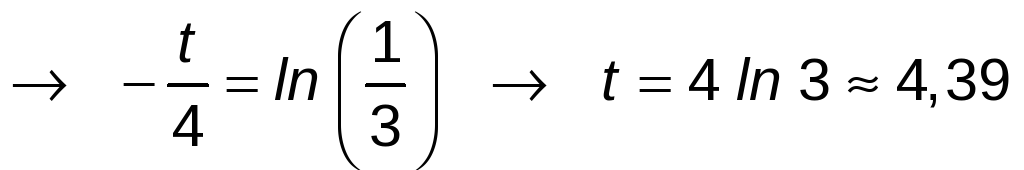 → −t/4 = ln(1/3) → t = 4 ln 3 ≈ 4,39